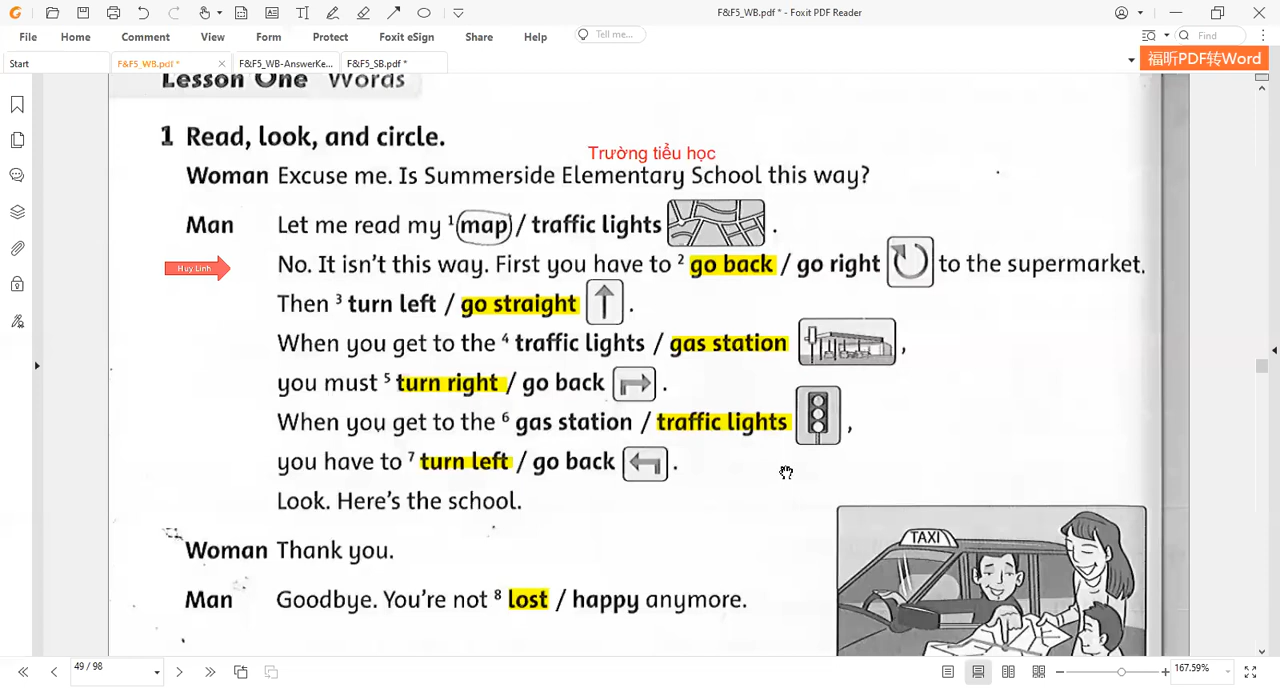 F&F5_WB.pdf * - Foxit PDF Reader
File Home Comment View Form Protect Foxit eSign Share Help Tell me... Find
Start F&F5_WB.pdf * F&F5_WB-AnswerKe... F&F5_SB.pdf * 福昕PDF转Word
Lesson One Words
1 Read, look, and circle.
Trường tiểu học
Woman Excuse me. Is Summerside Elementary School this way?
Man Let me read my 1 map / traffic lights .
Huy Linh No. It isn't this way. First you have to 2 go back / go right to the supermarket.
Then 3 turn left / go straight .
When you get to the 4 traffic lights / gas station ,
you must 5 turn right / go back .
When you get to the 6 gas station / traffic lights ,
you have to 7 turn left / go back .
Look. Here's the school.
TAXI
Woman Thank you.
Man Goodbye. You're not 8 lost / happy anymore.
49 / 98 167.59%